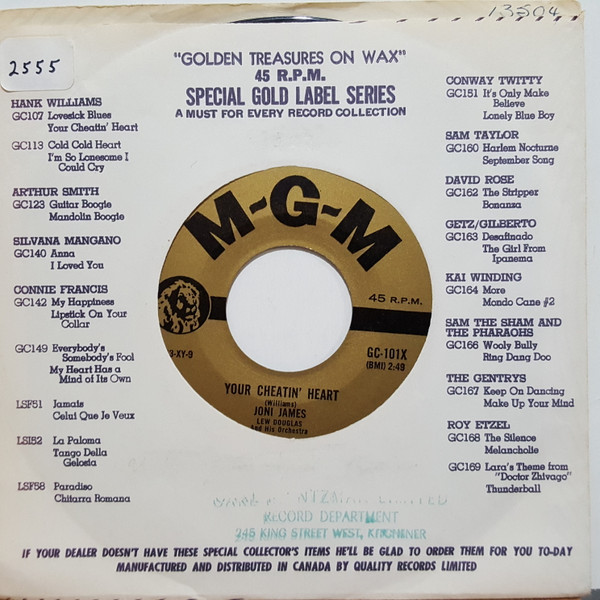 13504
2555
"GOLDEN TREASURES ON WAX"
45 R.P.M.
SPECIAL GOLD LABEL SERIES
A MUST FOR EVERY RECORD COLLECTION
HANK WILLIAMS
GC107 Lovesick Blues
Your Cheatin' Heart
GC113 Cold Cold Heart
I'm So Lonesome I
Could Cry
ARTHUR SMITH
GC123 Guitar Boogie
Mandolin Boogie
SILVANA MANGANO
GC140 Anna
I Loved You
CONNIE FRANCIS
GC142 My Happiness
Lipstick On Your
Collar
GC149 Everybody's
Somebody's Fool
My Heart Has a
Mind of Its Own
LSF51 Jamais
Celui Que Je Veux
LSI52 La Paloma
Tango Della
Gelosia
LSF58 Paradiso
Chitarra Romana
M-G-M
45 R.P.M.
-XY-9
GC-101X
(BMI) 2:49
YOUR CHEATIN' HEART
(Williams)
JONI JAMES
LEW DOUGLAS
And His Orchestra
CONWAY TWITTY
GC151 It's Only Make
Believe
Lonely Blue Boy
SAM TAYLOR
GC160 Harlem Nocturne
September Song
DAVID ROSE
GC162 The Stripper
Bonanza
GETZ/GILBERTO
GC163 Desafinado
The Girl From
Ipanema
KAI WINDING
GC164 More
Mondo Cane #2
SAM THE SHAM AND
THE PHARAOHS
GC166 Wooly Bully
Ring Dang Doo
THE GENTRYS
GC167 Keep On Dancing
Make Up Your Mind
ROY ETZEL
GC168 The Silence
Melancholie
GC169 Lara's Theme from
"Doctor Zhivago"
Thunderball
LIMITED
RECORD DEPARTMENT
245 KING STREET WEST, KITCHENER
IF YOUR DEALER DOESN'T HAVE THESE SPECIAL COLLECTOR'S ITEMS HE'LL BE GLAD TO ORDER THEM FOR YOU TO-DAY
MANUFACTURED AND DISTRIBUTED IN CANADA BY QUALITY RECORDS LIMITED